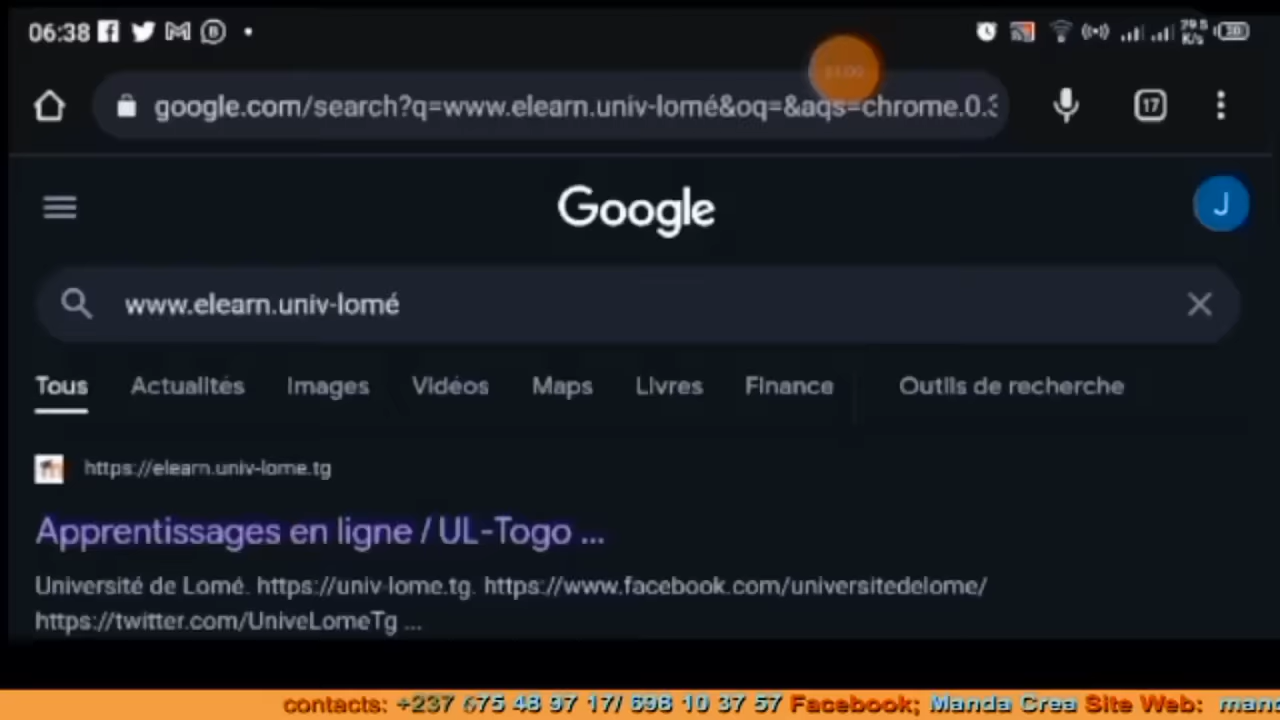 06:38 79.5 K/s
google.com/search?q=www.elearn.univ-lomé&oq=&aqs=chrome.0.3 17
Google J
www.elearn.univ-lomé
Tous Actualités Images Vidéos Maps Livres Finance Outils de recherche
https://elearn.univ-lome.tg
Apprentissages en ligne / UL-Togo ...
Université de Lomé. https://univ-lome.tg. https://www.facebook.com/universitedelome/
https://twitter.com/UniveLomeTg ...
contacts: +237 675 48 97 17/ 698 10 37 57 Facebook; Manda Crea Site Web: